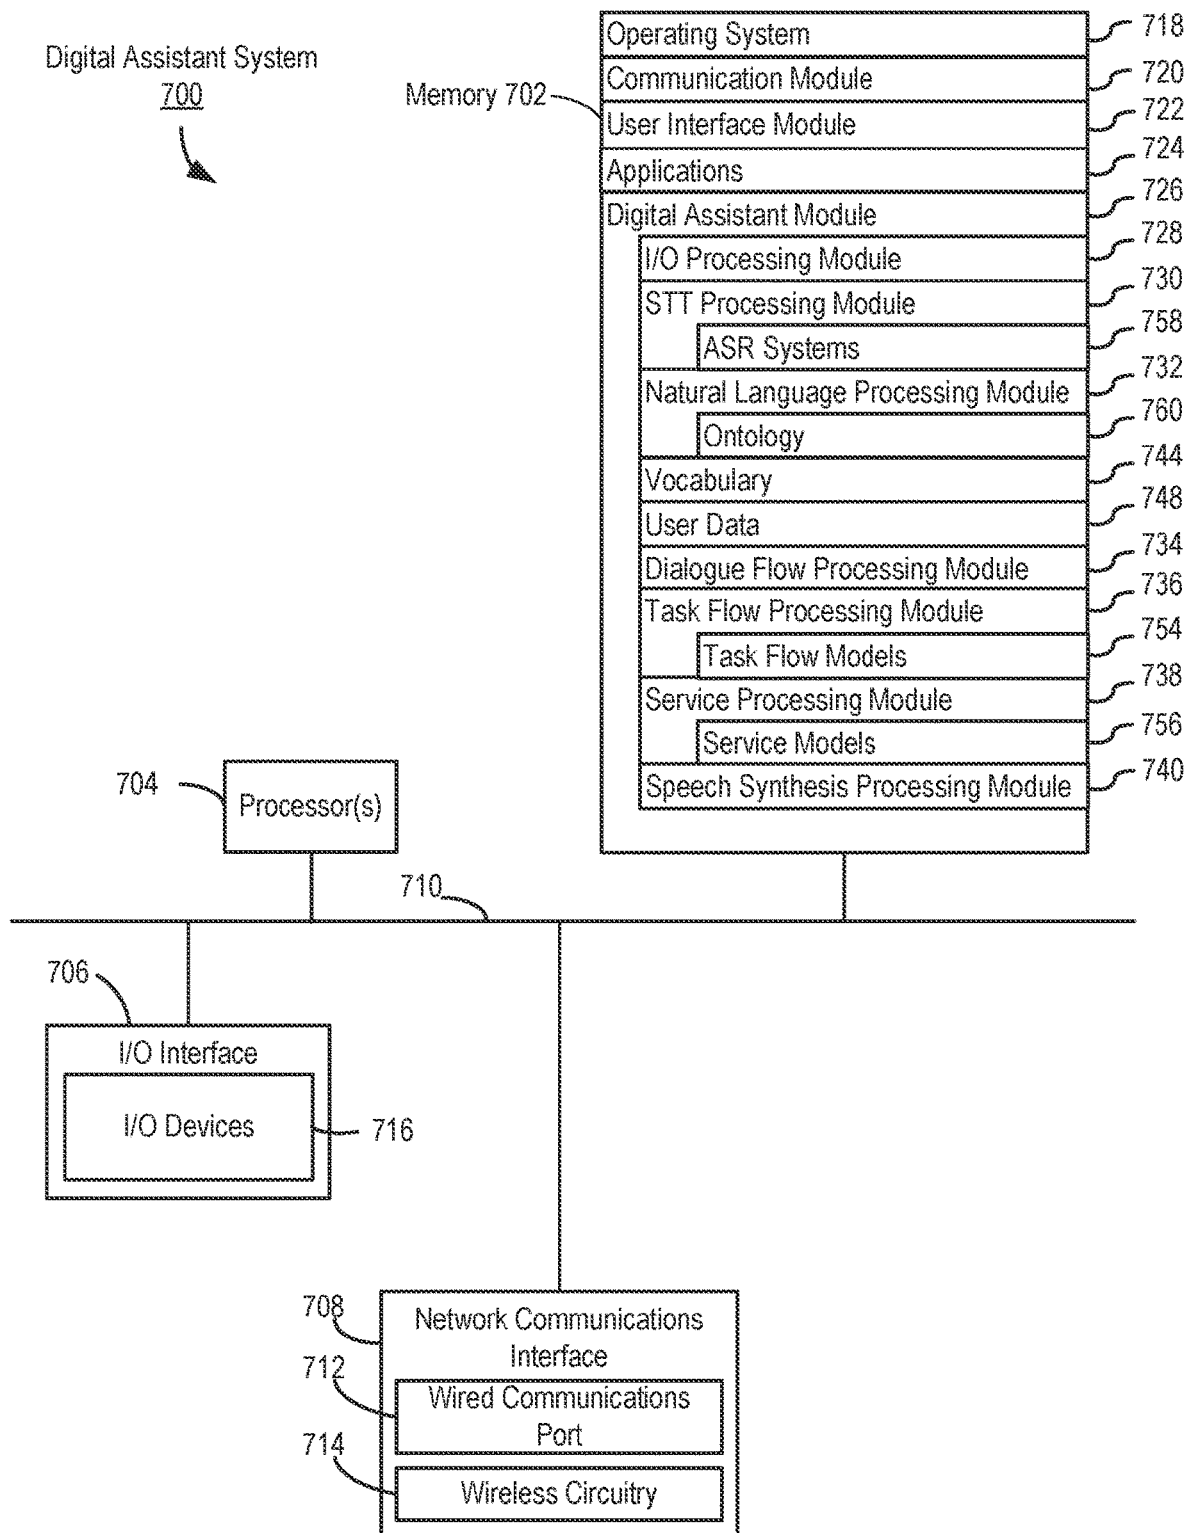 Digital Assistant System
700
Memory 702
Operating System
718
Communication Module
720
User Interface Module
722
Applications
724
Digital Assistant Module
726
I/O Processing Module
728
STT Processing Module
730
ASR Systems
758
Natural Language Processing Module
732
Ontology
760
Vocabulary
744
User Data
748
Dialogue Flow Processing Module
734
Task Flow Processing Module
736
Task Flow Models
754
Service Processing Module
738
Service Models
756
Speech Synthesis Processing Module
740
704
Processor(s)
710
706
I/O Interface
I/O Devices
716
708
Network Communications
Interface
712
Wired Communications
Port
714
Wireless Circuitry